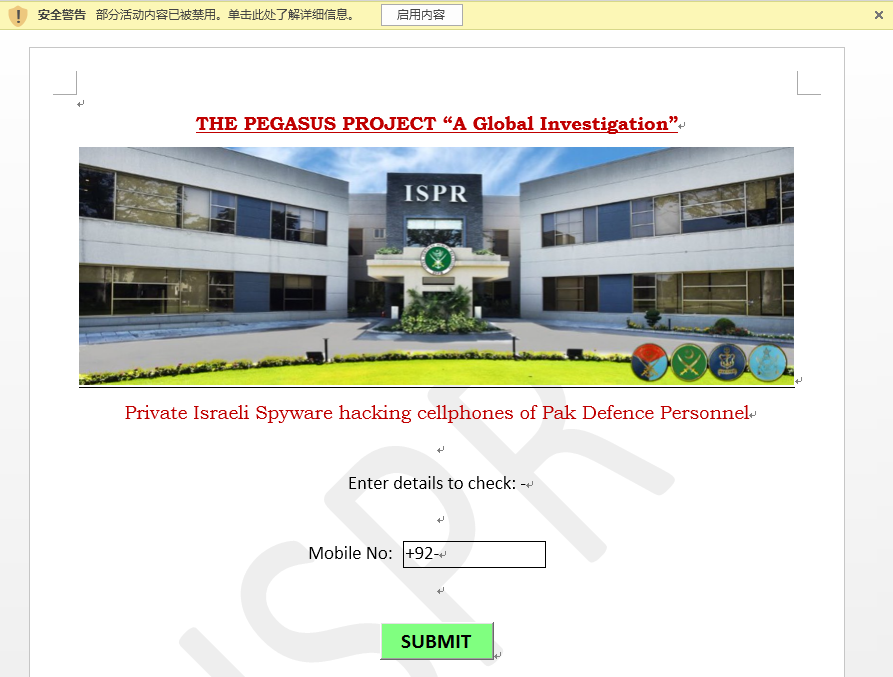 安全警告 部分活动内容已被禁用。单击此处了解详细信息。 启用内容
THE PEGASUS PROJECT “A Global Investigation”
ISPR
Private Israeli Spyware hacking cellphones of Pak Defence Personnel
Enter details to check: -
Mobile No: +92-
SUBMIT
ISPR